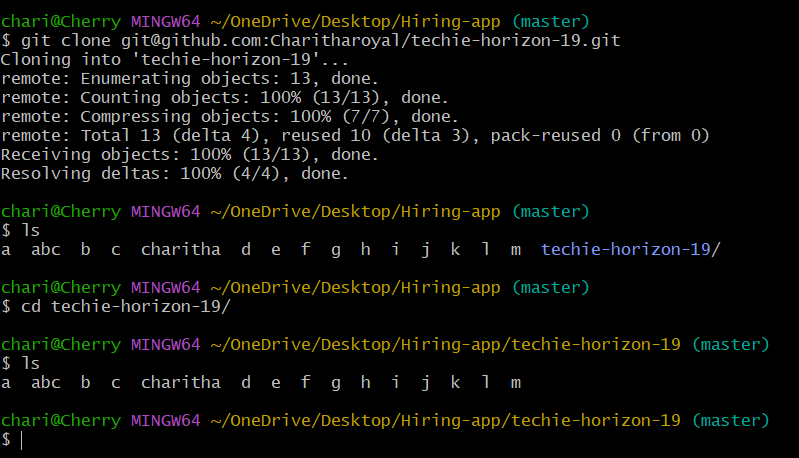 chari@Cherry MINGW64 ~/OneDrive/Desktop/Hiring-app (master)
$ git clone git@github.com:Charitharoyal/techie-horizon-19.git
Cloning into 'techie-horizon-19'...
remote: Enumerating objects: 13, done.
remote: Counting objects: 100% (13/13), done.
remote: Compressing objects: 100% (7/7), done.
remote: Total 13 (delta 4), reused 10 (delta 3), pack-reused 0 (from 0)
Receiving objects: 100% (13/13), done.
Resolving deltas: 100% (4/4), done.
chari@Cherry MINGW64 ~/OneDrive/Desktop/Hiring-app (master)
$ ls
a  abc  b  c  charitha  d  e  f  g  h  i  j  k  l  m  techie-horizon-19/
chari@Cherry MINGW64 ~/OneDrive/Desktop/Hiring-app (master)
$ cd techie-horizon-19/
chari@Cherry MINGW64 ~/OneDrive/Desktop/Hiring-app/techie-horizon-19 (master)
$ ls
a  abc  b  c  charitha  d  e  f  g  h  i  j  k  l  m
chari@Cherry MINGW64 ~/OneDrive/Desktop/Hiring-app/techie-horizon-19 (master)
$